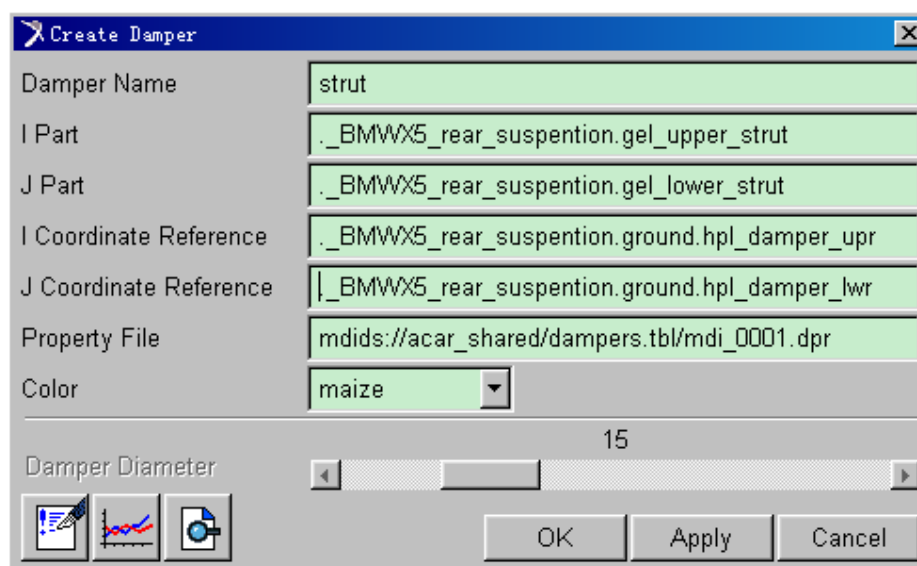 Create Damper
Damper Name strut
I Part ._BMWX5_rear_suspention.gel_upper_strut
J Part ._BMWX5_rear_suspention.gel_lower_strut
I Coordinate Reference ._BMWX5_rear_suspention.ground.hpl_damper_upr
J Coordinate Reference ._BMWX5_rear_suspention.ground.hpl_damper_lwr
Property File mdids://acar_shared/dampers.tbl/mdi_0001.dpr
Color maize
15
Damper Diameter
OK Apply Cancel